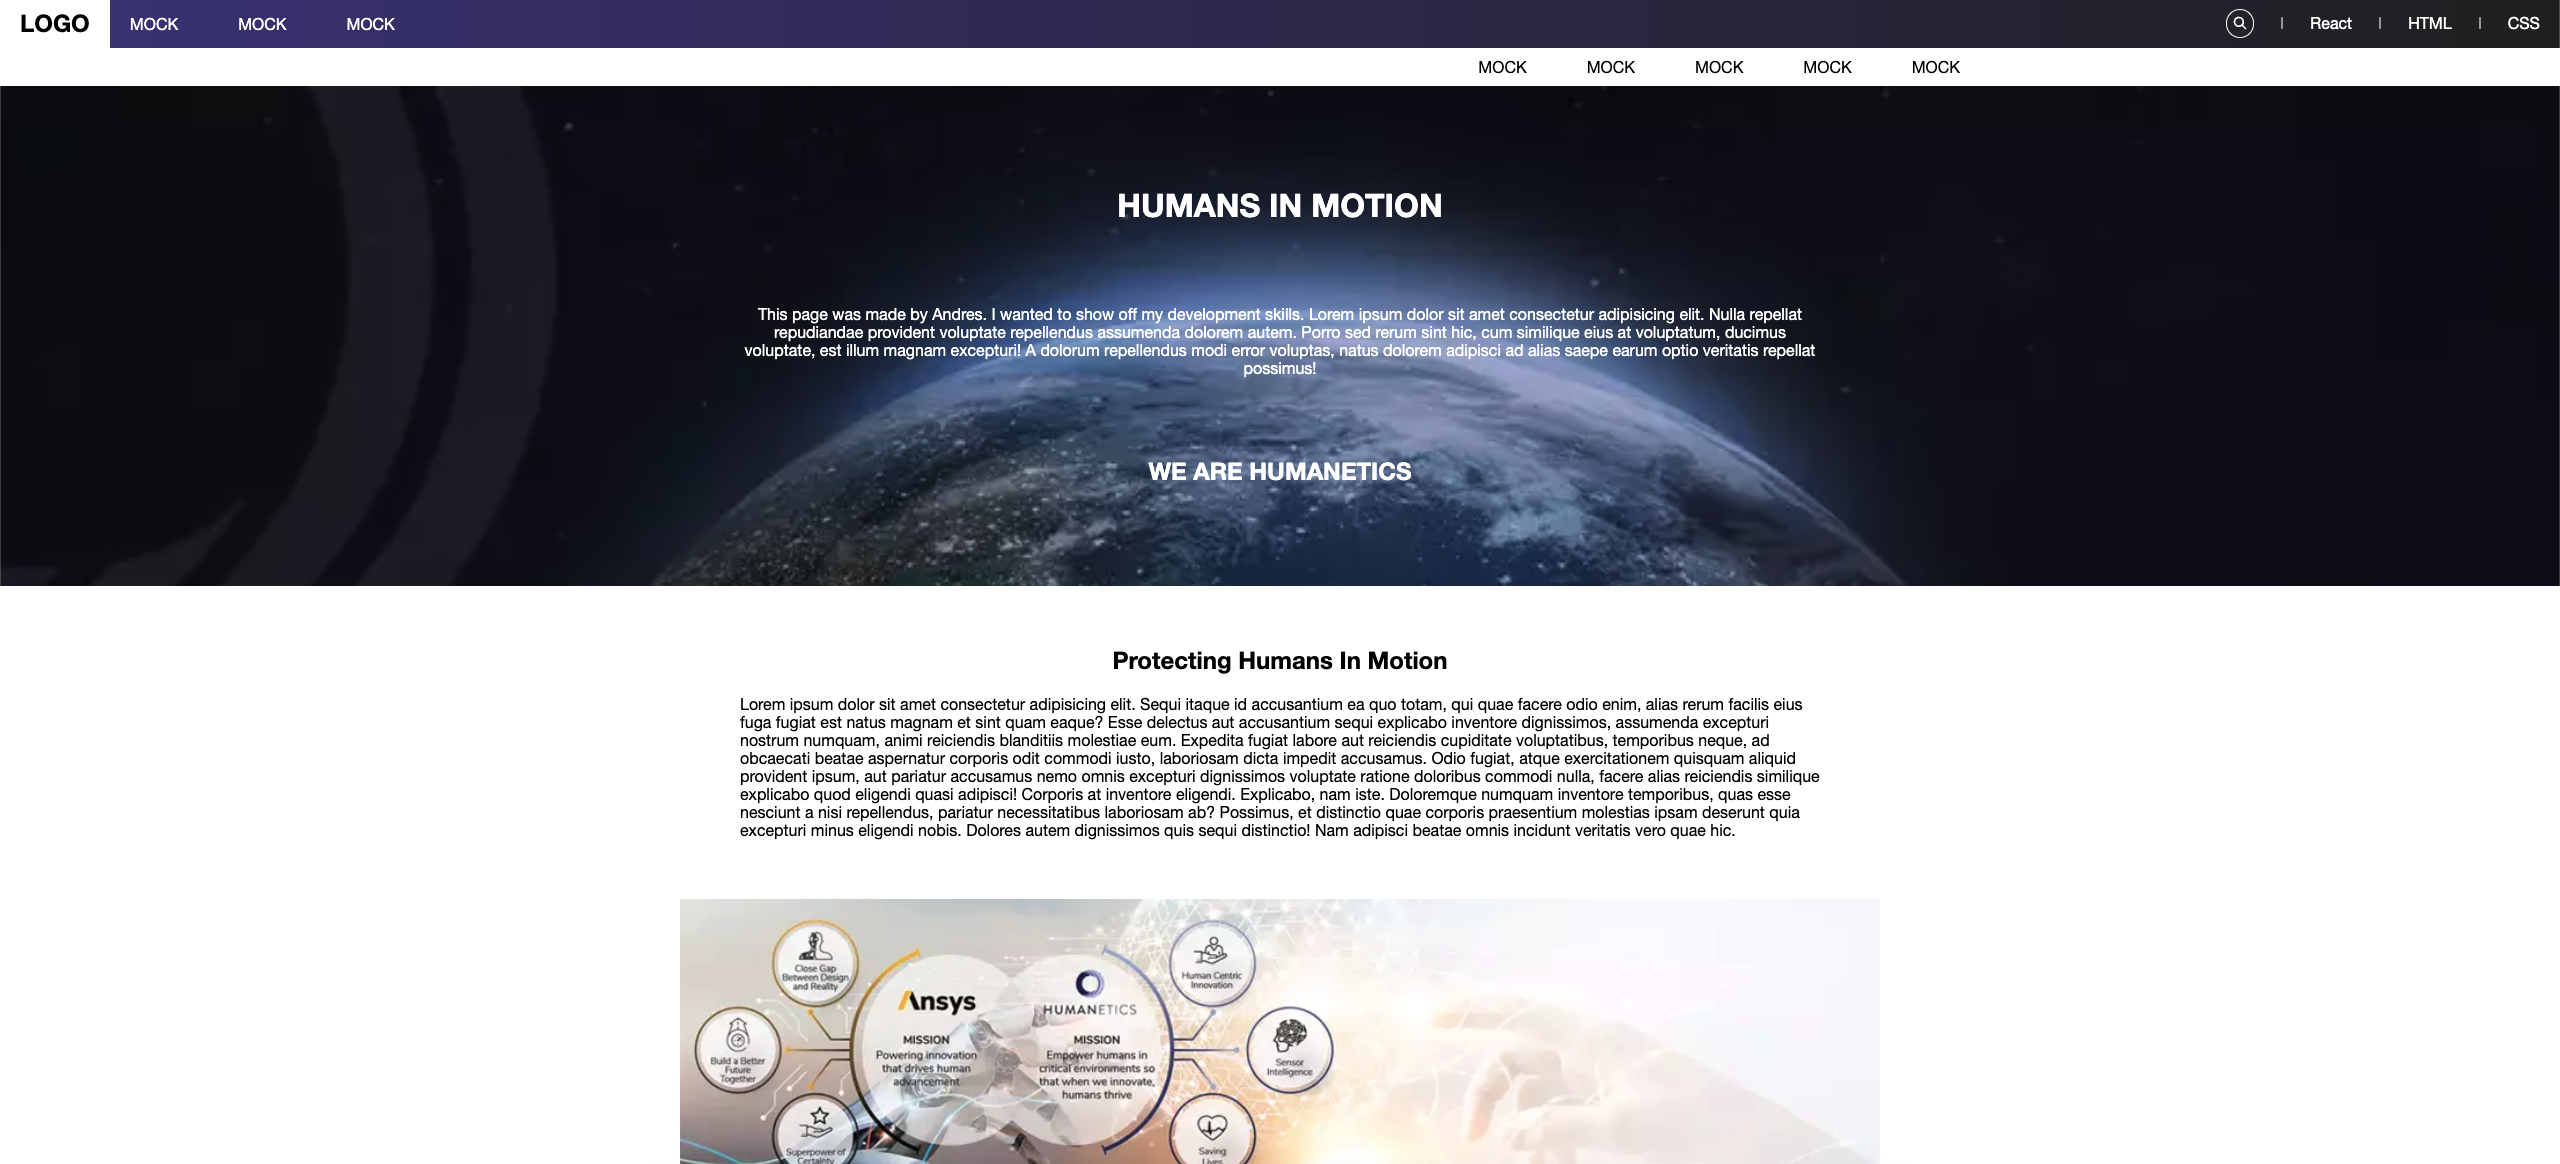 LOGO
MOCK MOCK MOCK
| React | HTML | CSS
MOCK MOCK MOCK MOCK MOCK
HUMANS IN MOTION
This page was made by Andres. I wanted to show off my development skills. Lorem ipsum dolor sit amet consectetur adipisicing elit. Nulla repellat
repudiandae provident voluptate repellendus assumenda dolorem autem. Porro sed rerum sint hic, cum similique eius at voluptatum, ducimus
voluptate, est illum magnam excepturi! A dolorum repellendus modi error voluptas, natus dolorem adipisci ad alias saepe earum optio veritatis repellat
possimus!
WE ARE HUMANETICS
Protecting Humans In Motion
Lorem ipsum dolor sit amet consectetur adipisicing elit. Sequi itaque id accusantium ea quo totam, qui quae facere odio enim, alias rerum facilis eius
fuga fugiat est natus magnam et sint quam eaque? Esse delectus aut accusantium sequi explicabo inventore dignissimos, assumenda excepturi
nostrum numquam, animi reiciendis blanditiis molestiae eum. Expedita fugiat labore aut reiciendis cupiditate voluptatibus, temporibus neque, ad
obcaecati beatae aspernatur corporis odit commodi iusto, laboriosam dicta impedit accusamus. Odio fugiat, atque exercitationem quisquam aliquid
provident ipsum, aut pariatur accusamus nemo omnis excepturi dignissimos voluptate ratione doloribus commodi nulla, facere alias reiciendis similique
explicabo quod eligendi quasi adipisci! Corporis at inventore eligendi. Explicabo, nam iste. Doloremque numquam inventore temporibus, quas esse
nesciunt a nisi repellendus, pariatur necessitatibus laboriosam ab? Possimus, et distinctio quae corporis praesentium molestias ipsam deserunt quia
excepturi minus eligendi nobis. Dolores autem dignissimos quis sequi distinctio! Nam adipisci beatae omnis incidunt veritatis vero quae hic.
Close Gap
Between Design
and Reality
Build a Better
Future
Together
Superpower of
Certainty
Ansys
MISSION
Powering innovation
that drives human
advancement
HUMANETICS
MISSION
Empower humans in
critical environments so
that when we innovate,
humans thrive
Human Centric
Innovation
Sensor
Intelligence
Saving
Lives